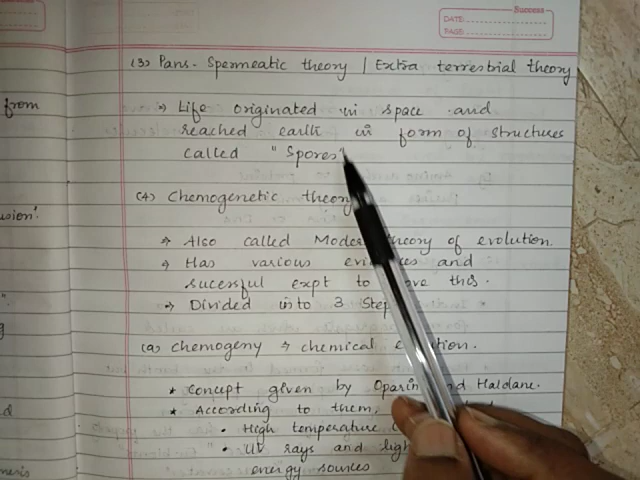 Success
DATE:
PAGE:
from
(3) Pans-Spermeatic theory / Extra terrestrial theory
→ Life originated in space and
reached earth in form of structures
called "Spores"
(4) Chemogenetic theory
usion'.
→ Also called Modern theory of evolution.
→ Has various and
sucessful expt to this.
→ Divided into 3 Step
(a) Chemogeny → chemical
* Concept given by Oparin and Haldane.
* According to them,
• High temperature
• UV rays and
energy sources
nesis